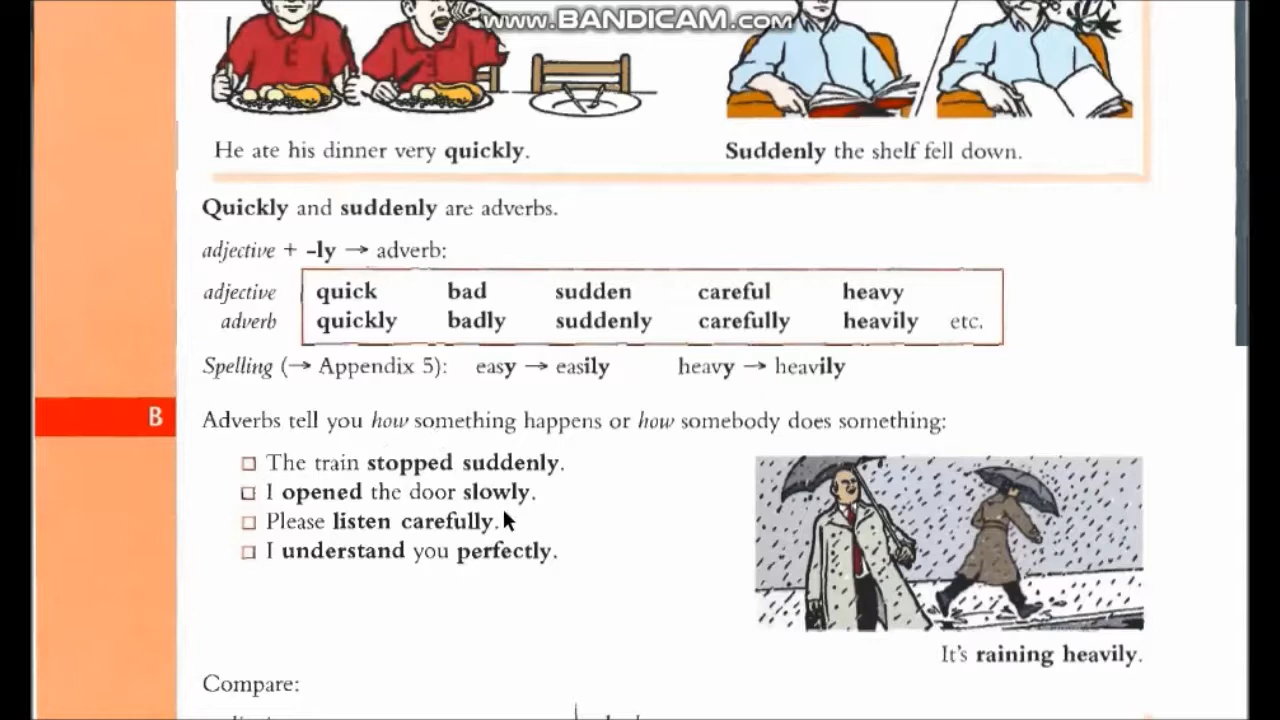 www.BANDICAM.com
He ate his dinner very quickly.
Suddenly the shelf fell down.
Quickly and suddenly are adverbs.
adjective + -ly → adverb:
adjective quick bad sudden careful heavy
adverb quickly badly suddenly carefully heavily etc.
Spelling (→ Appendix 5): easy → easily heavy → heavily
B Adverbs tell you how something happens or how somebody does something:
□ The train stopped suddenly.
□ I opened the door slowly.
□ Please listen carefully.
□ I understand you perfectly.
It's raining heavily.
Compare: